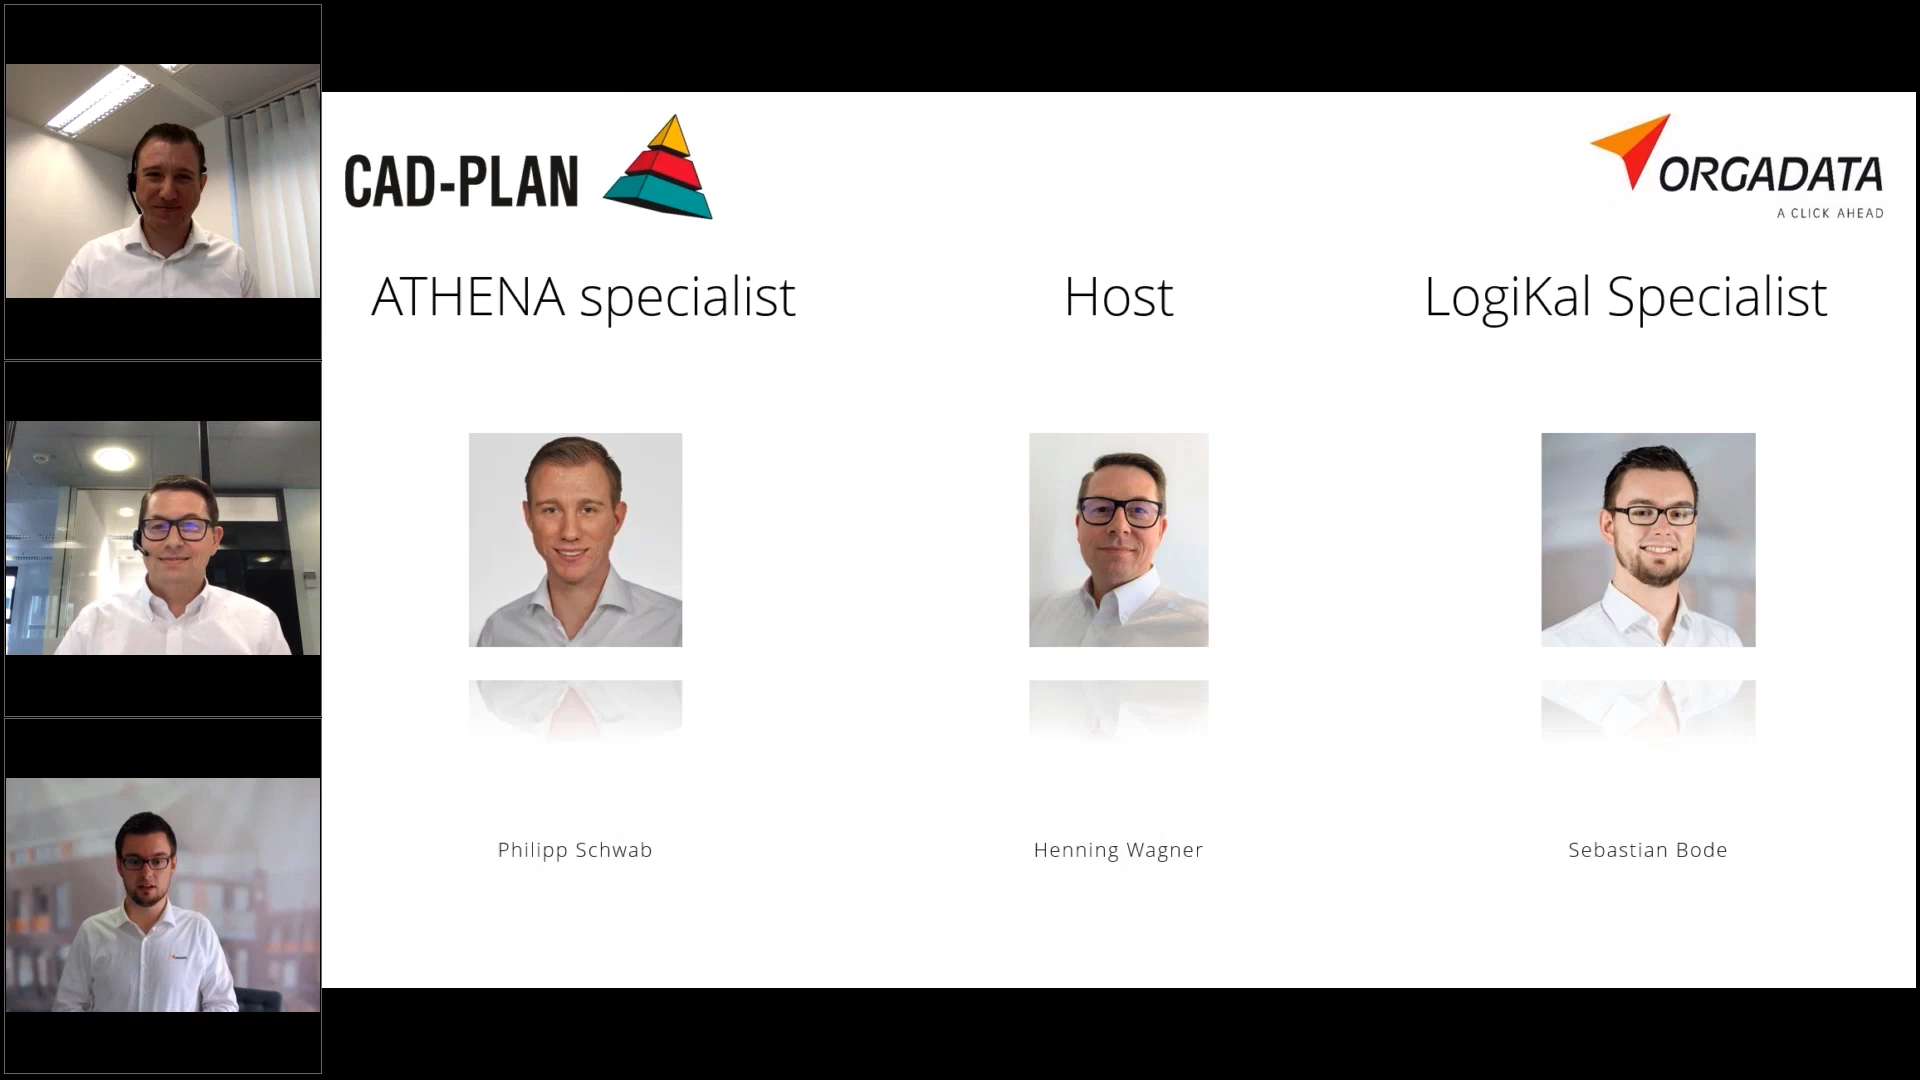 CAD-PLAN
ORGADATA
A CLICK AHEAD
ATHENA specialist
Host
LogiKal Specialist
Philipp Schwab
Henning Wagner
Sebastian Bode